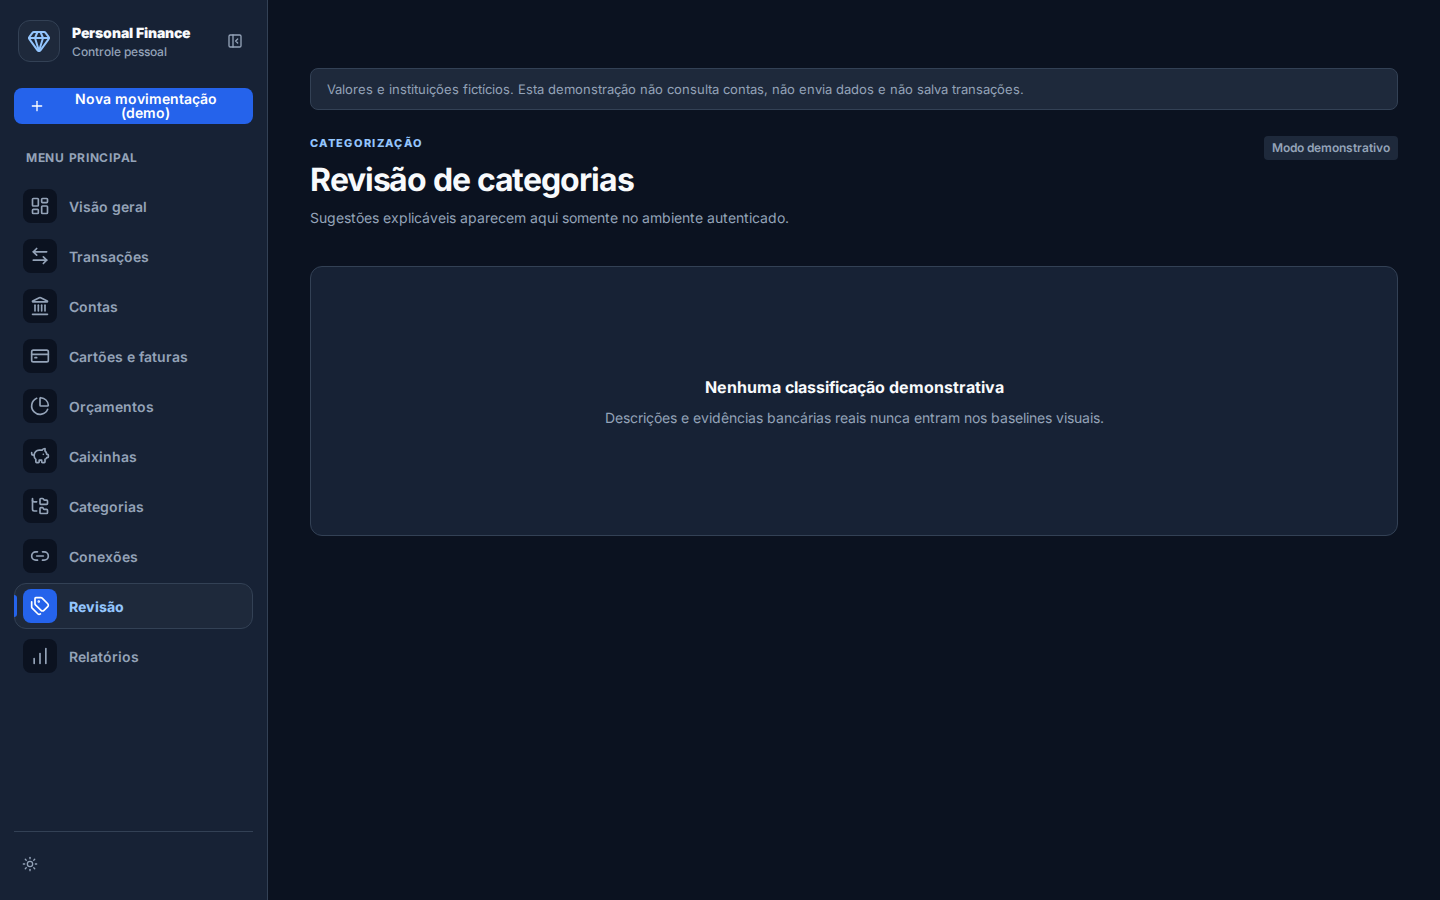 Personal Finance
Controle pessoal
Nova movimentação
(demo)
MENU PRINCIPAL
Visão geral
Transações
Contas
Cartões e faturas
Orçamentos
Caixinhas
Categorias
Conexões
Revisão
Relatórios
Valores e instituições fictícios. Esta demonstração não consulta contas, não envia dados e não salva transações.
CATEGORIZAÇÃO
Modo demonstrativo
Revisão de categorias
Sugestões explicáveis aparecem aqui somente no ambiente autenticado.
Nenhuma classificação demonstrativa
Descrições e evidências bancárias reais nunca entram nos baselines visuais.